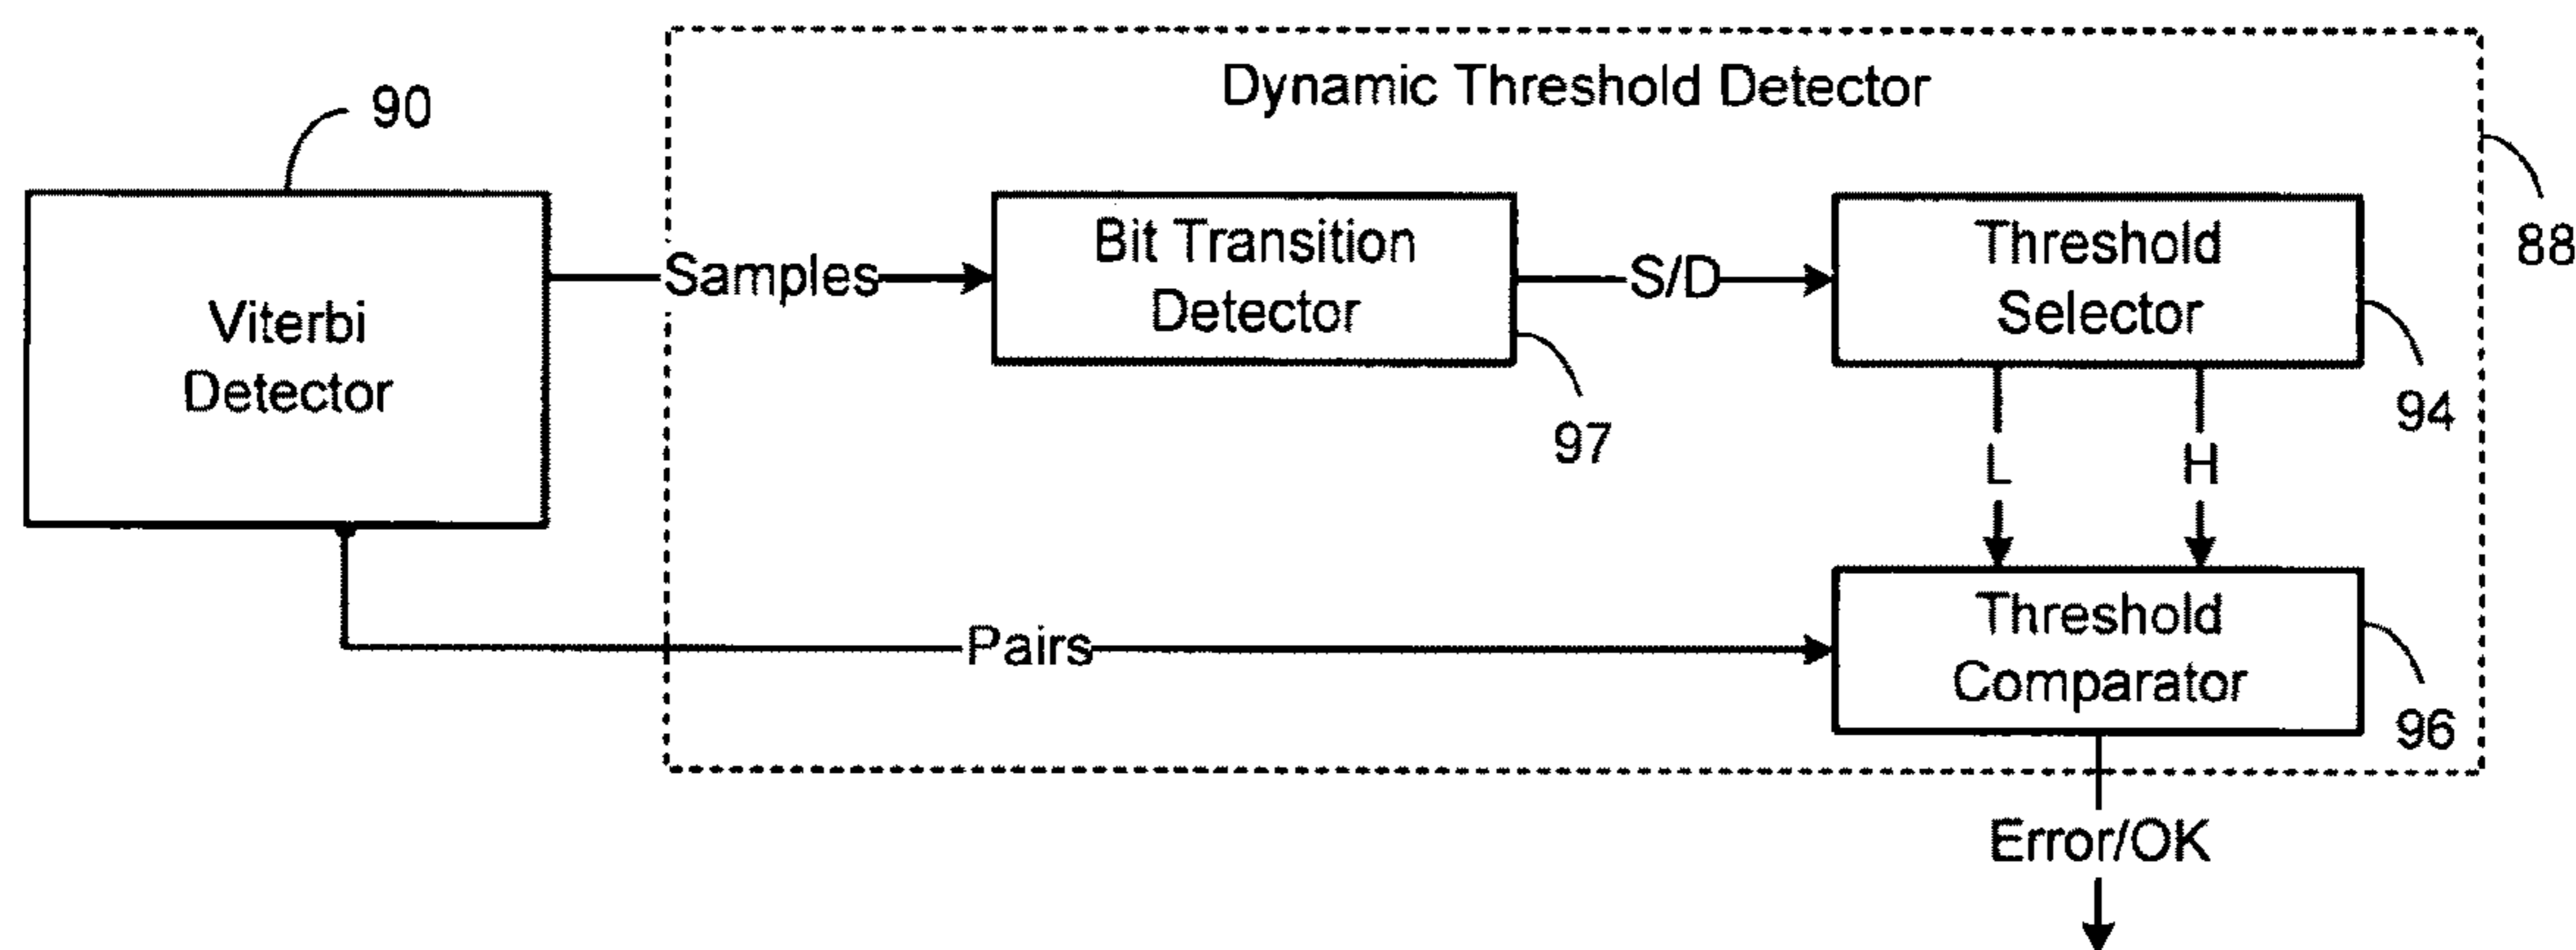 Dynamic Threshold Detector
90
88
Viterbi
Detector
Samples
Bit Transition
Detector
97
S/D
Threshold
Selector
94
L
H
Pairs
Threshold
Comparator
96
Error/OK